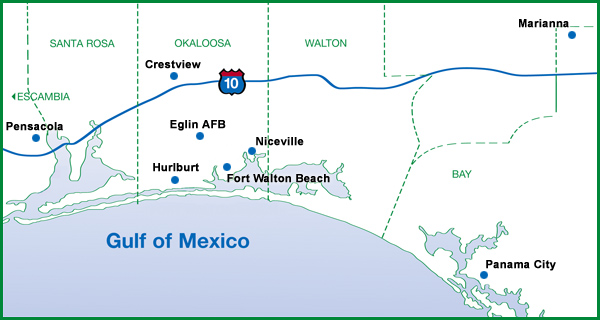 Marianna
SANTA ROSA
OKALOOSA
WALTON
Crestview
10
ESCAMBIA
Pensacola
Eglin AFB
Niceville
Hurlburt
Fort Walton Beach
BAY
Gulf of Mexico
Panama City